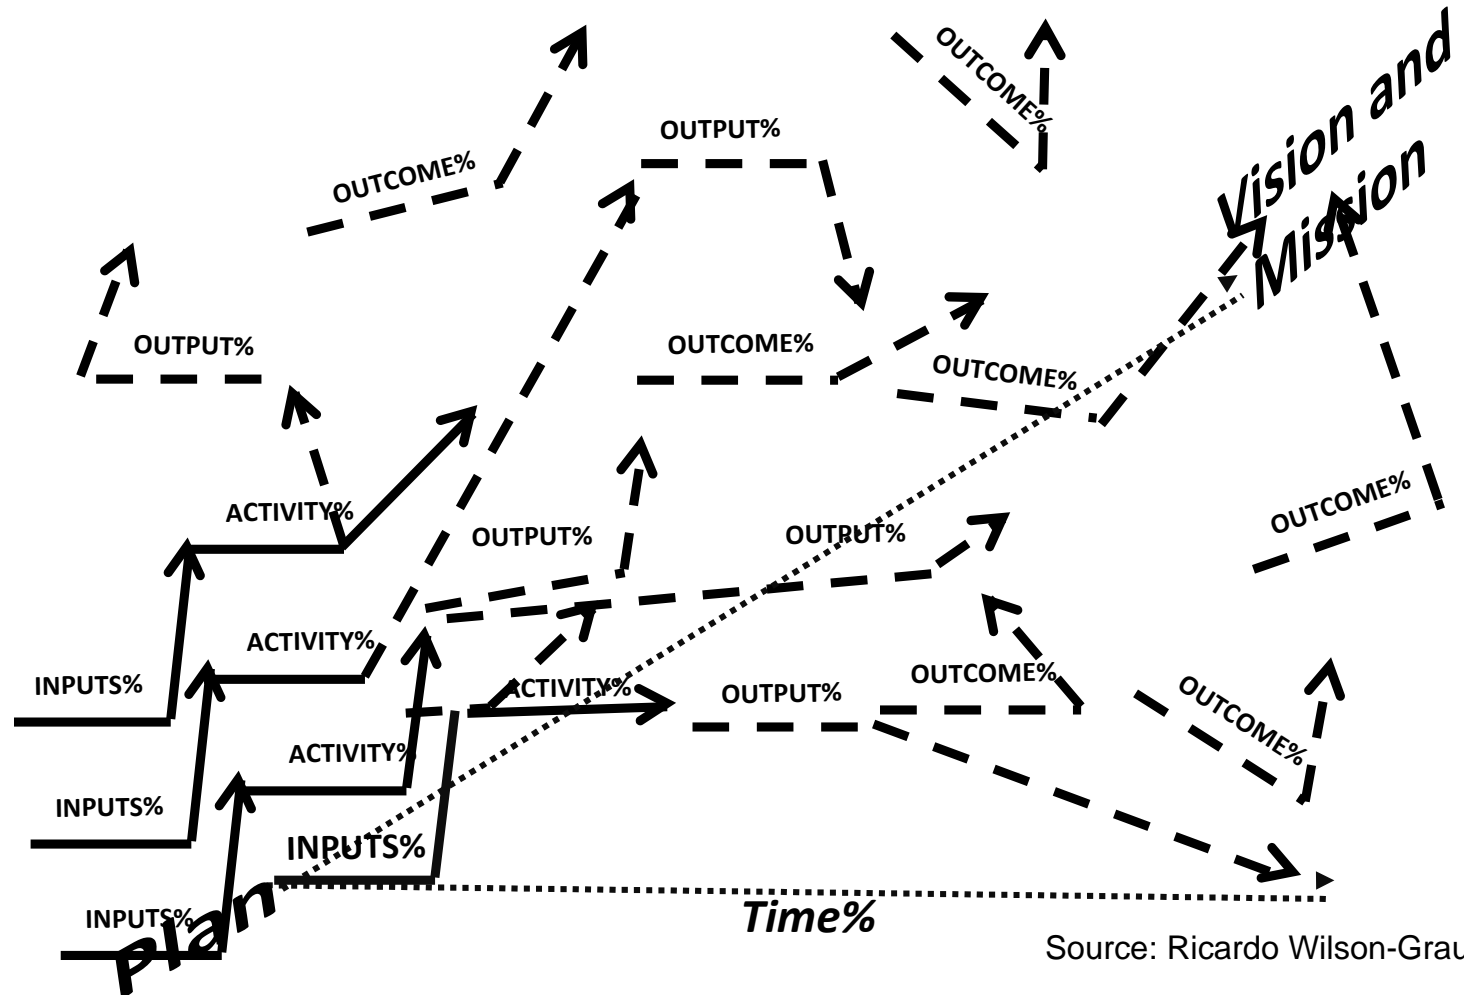 OUTCOME%
Vision and
Mission
OUTPUT%
OUTCOME%
OUTPUT%
OUTCOME%
OUTCOME%
ACTIVITY%
OUTPUT%
OUTPUT%
OUTCOME%
ACTIVITY%
INPUTS%
ACTIVITY%
OUTPUT%
OUTCOME%
OUTCOME%
ACTIVITY%
INPUTS%
INPUTS%
INPUTS%
Plan
Time%
Source: Ricardo Wilson-Grau